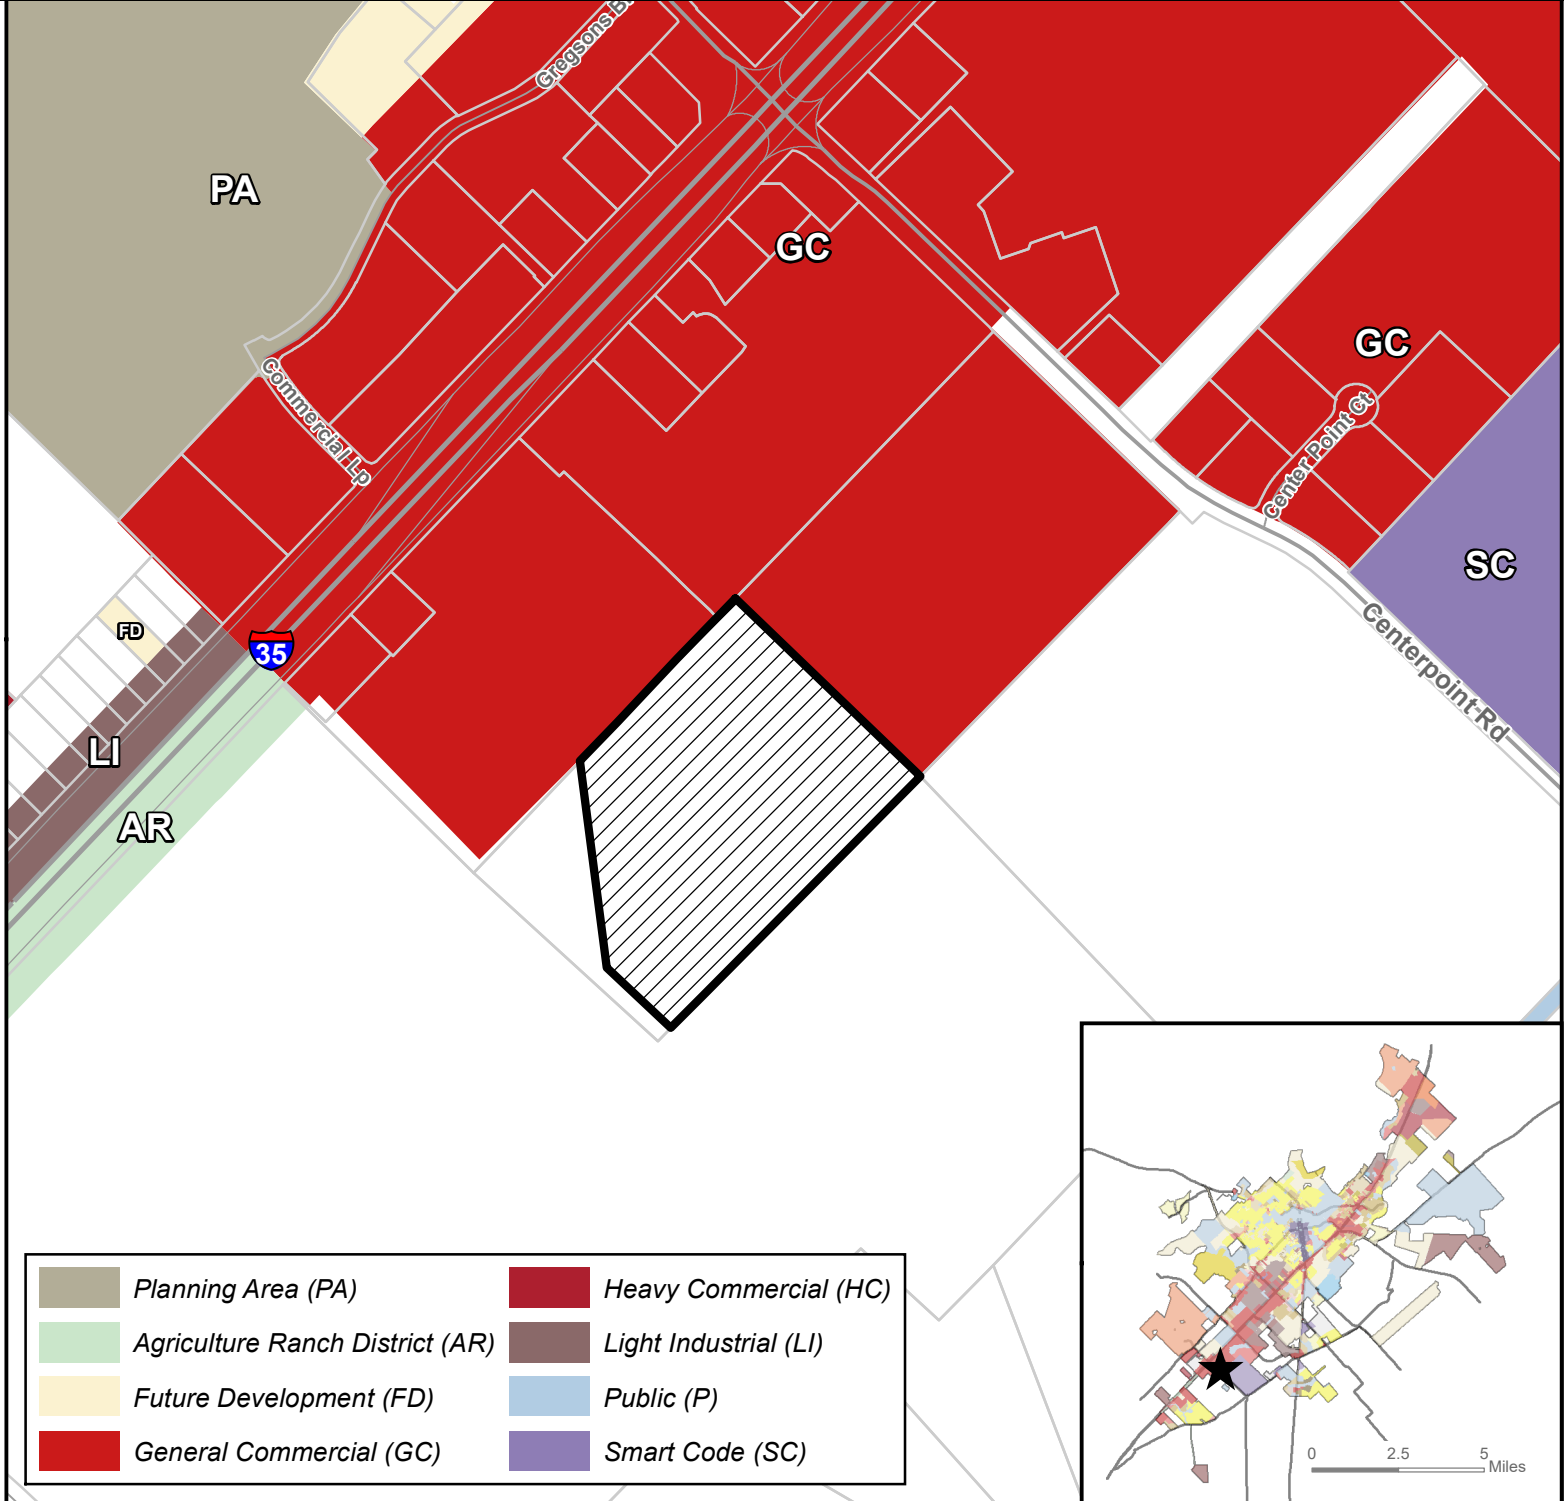 Gregsons B
PA
GC
GC
Commercial Lp
Center Point Ct
SC
FD
35
Centerpoint Rd
LI
AR
Planning Area (PA)
Heavy Commercial (HC)
Agriculture Ranch District (AR)
Light Industrial (LI)
Future Development (FD)
Public (P)
General Commercial (GC)
Smart Code (SC)
0 2.5 5
Miles